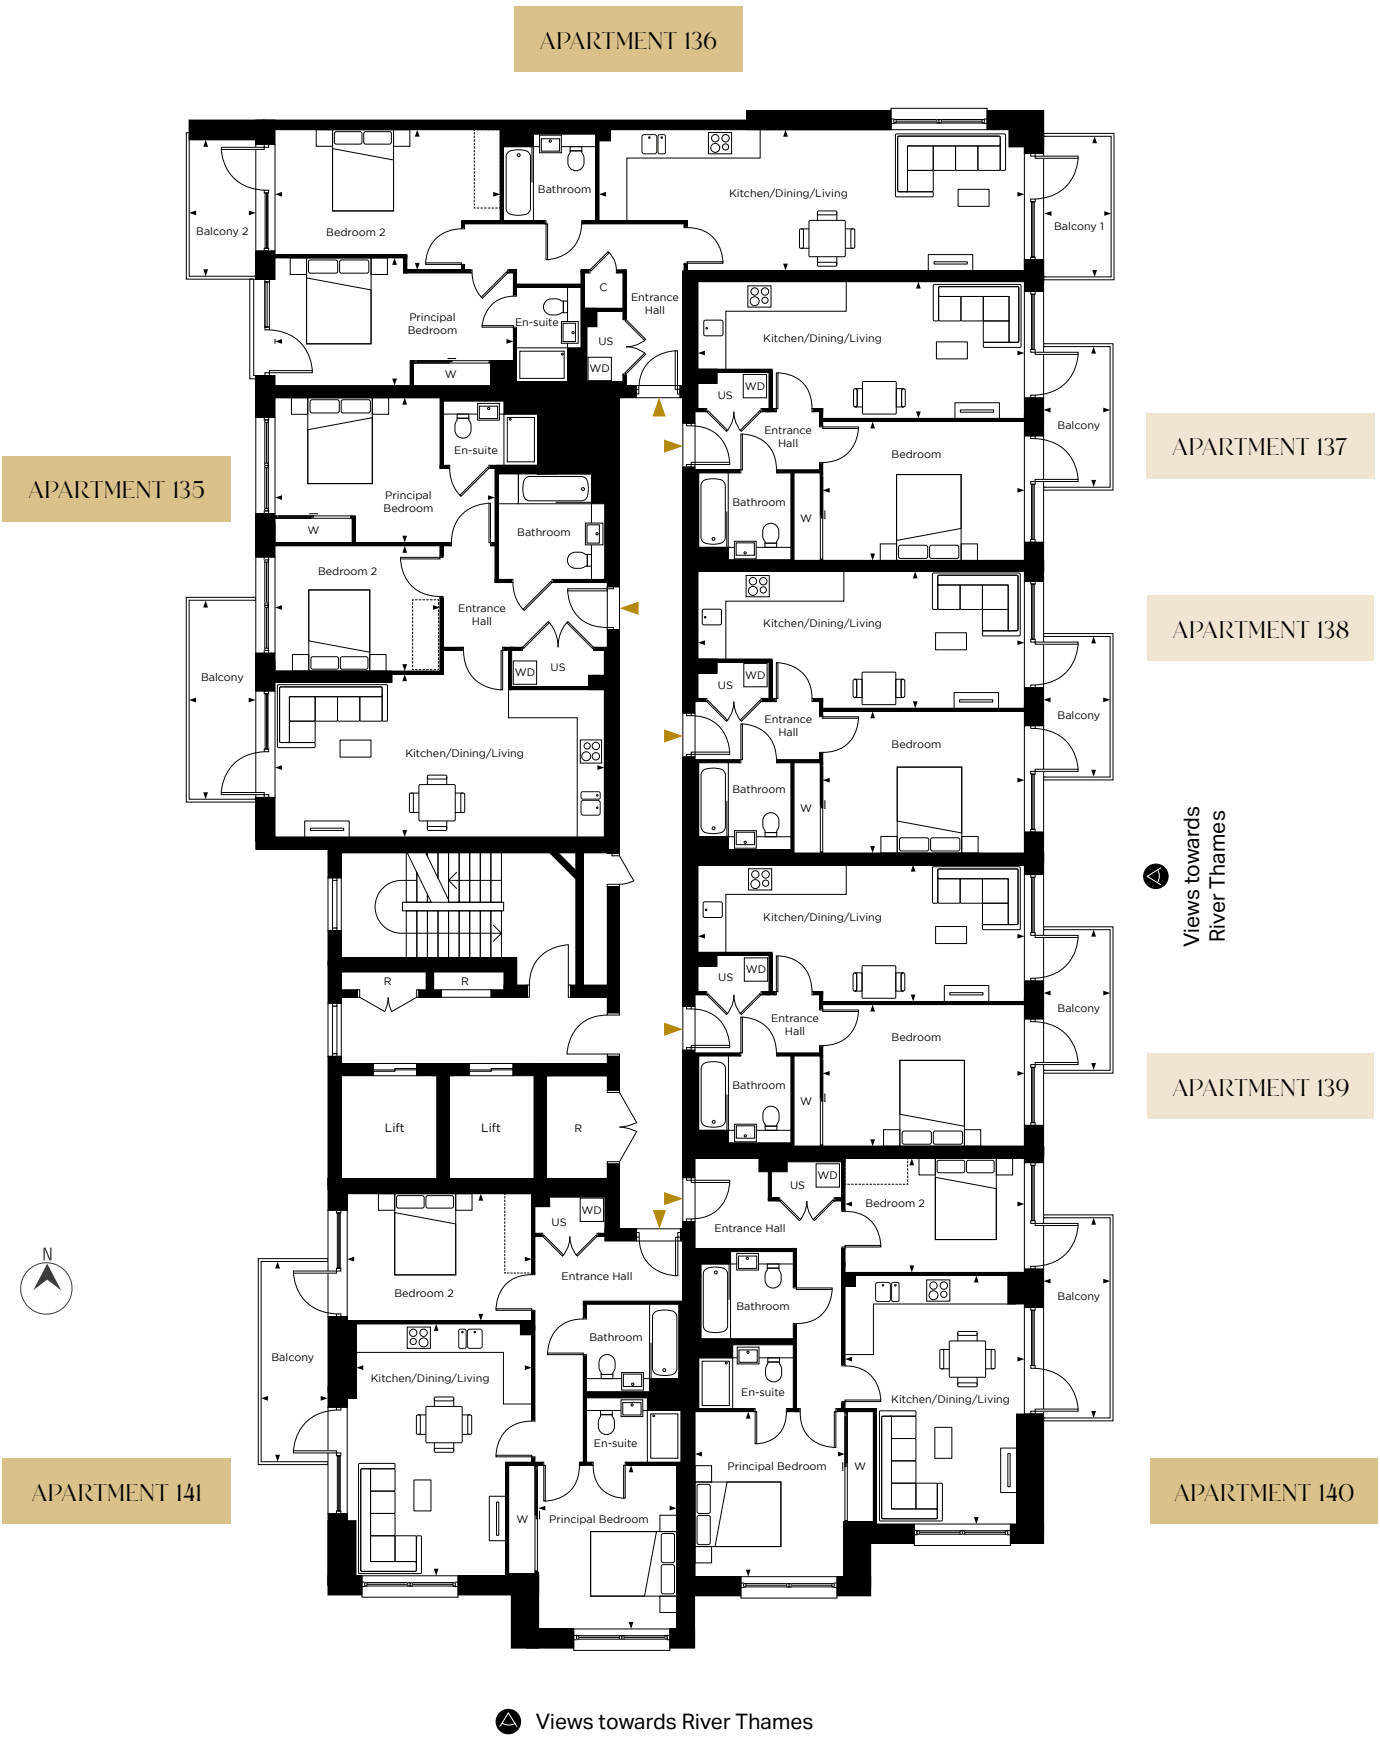 APARTMENT 136
Bathroom
Kitchen/Dining/Living
Balcony 2
Bedroom 2
Balcony 1
C
Entrance
Hall
Principal
Bedroom
En-suite
US
WD
W
Kitchen/Dining/Living
US
WD
Entrance
Hall
Balcony
Bedroom
Bathroom
W
APARTMENT 137
APARTMENT 135
En-suite
Principal
Bedroom
W
Bathroom
Bedroom 2
Entrance
Hall
WD
US
Balcony
Kitchen/Dining/Living
Kitchen/Dining/Living
APARTMENT 138
US
WD
Entrance
Hall
Balcony
Bedroom
Bathroom
W
Views towards
River Thames
Kitchen/Dining/Living
US
WD
Entrance
Hall
Balcony
Bedroom
Bathroom
W
APARTMENT 139
R
R
Lift
Lift
R
US
WD
Bedroom 2
Entrance Hall
Bathroom
Balcony
En-suite
Kitchen/Dining/Living
Principal Bedroom
W
APARTMENT 140
N
US
WD
Entrance Hall
Bedroom 2
Bathroom
Balcony
Kitchen/Dining/Living
En-suite
W
Principal Bedroom
APARTMENT 141
Views towards River Thames